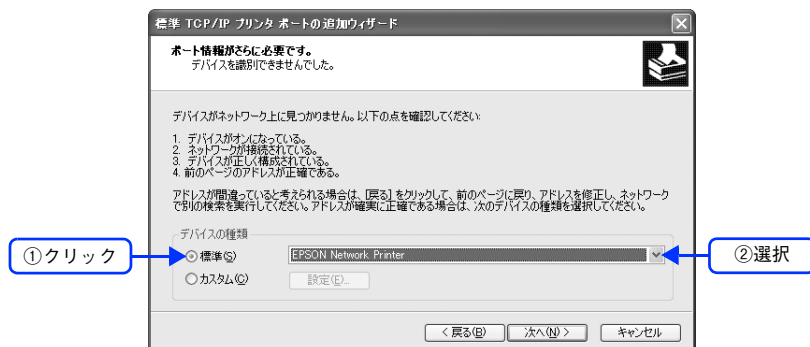 標準 TCP/IP プリンタ ポートの追加ウィザード
ポート情報がさらに必要です。
デバイスを識別できませんでした。
デバイスがネットワーク上に見つかりません。以下の点を確認してください:
1. デバイスがオンになっている。
2. ネットワークが接続されている。
3. デバイスが正しく構成されている。
4. 前のページのアドレスが正確である。
アドレスが間違っていると考えられる場合は、[戻る] をクリックして、前のページに戻り、アドレスを修正し、ネットワーク
で別の検索を実行してください。アドレスが確実に正確である場合は、次のデバイスの種類を選択してください。
デバイスの種類
①クリック
標準(S)
EPSON Network Printer
②選択
カスタム(C)
設定(E)...
< 戻る(B)
次へ(N) >
キャンセル